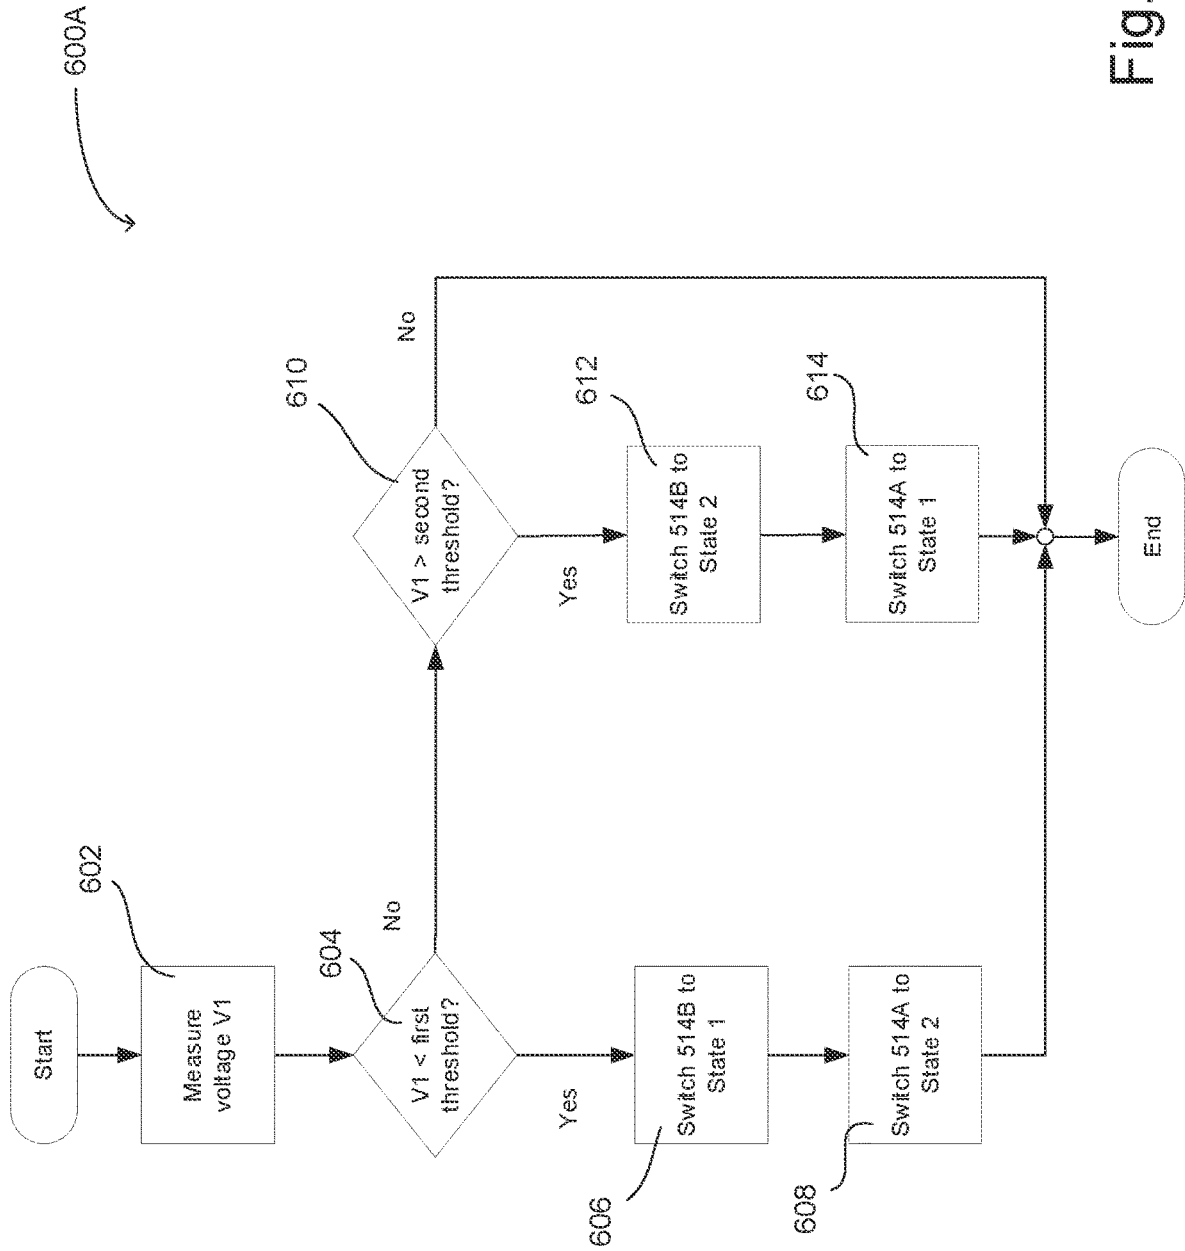 600A
Start
602
Measure
voltage V1
604
V1 < first
threshold?
No
Yes
606
Switch 514B to
State 1
608
Switch 514A to
State 2
610
V1 > second
threshold?
No
Yes
612
Switch 514B to
State 2
614
Switch 514A to
State 1
End
Fig.